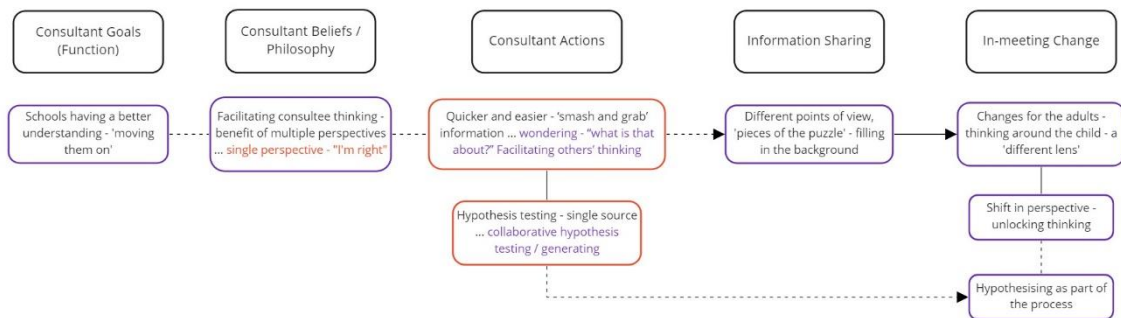 Consultant Goals
(Function)
Consultant Beliefs /
Philosophy
Consultant Actions
Information Sharing
In-meeting Change
Schools having a better
understanding - 'moving
them on'
Facilitating consultee thinking -
benefit of multiple perspectives
... single perspective - "I'm right"
Quicker and easier - ‘smash and grab’
information ... wondering - “what is that
about?” Facilitating others’ thinking
Different points of view,
'pieces of the puzzle' - filling
in the background
Changes for the adults -
thinking around the child - a
'different lens'
Hypothesis testing - single source
... collaborative hypothesis
testing / generating
Shift in perspective -
unlocking thinking
Hypothesising as part of
the process